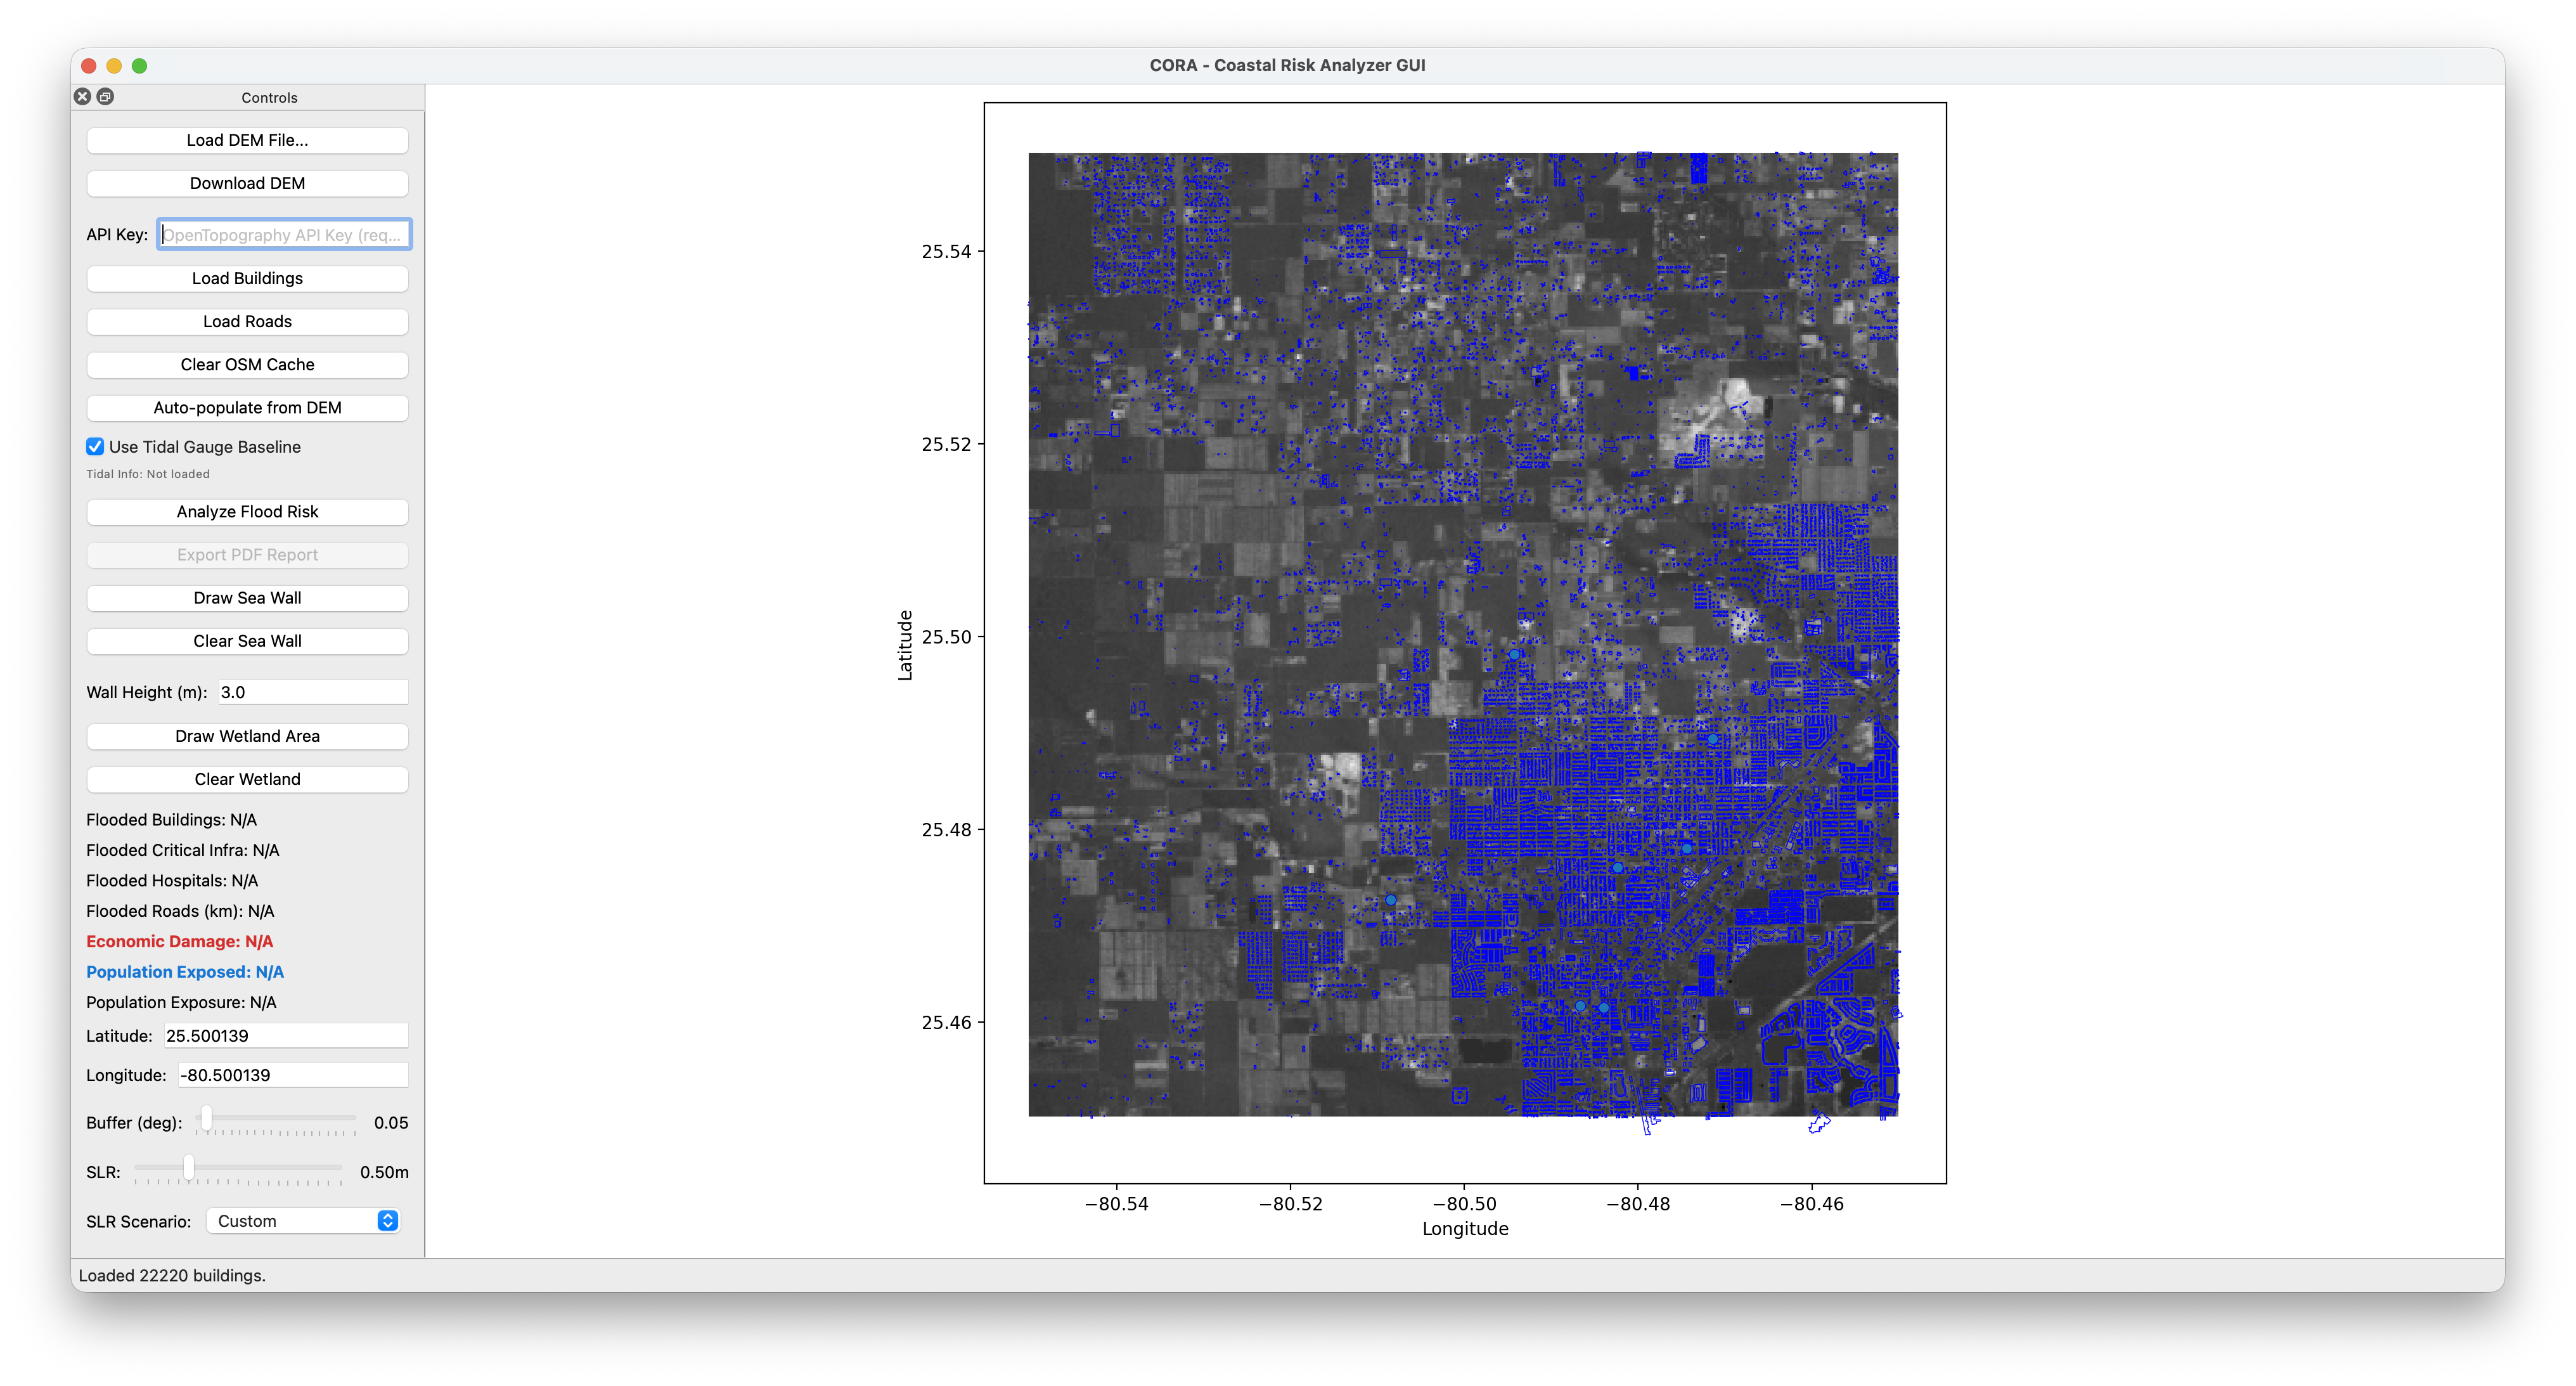 CORA - Coastal Risk Analyzer GUI
Controls
Load DEM File...
Download DEM
API Key: OpenTopography API Key (req...
Load Buildings
Load Roads
Clear OSM Cache
Auto-populate from DEM
Use Tidal Gauge Baseline
Tidal Info: Not loaded
Analyze Flood Risk
Export PDF Report
Draw Sea Wall
Clear Sea Wall
Wall Height (m): 3.0
Draw Wetland Area
Clear Wetland
Flooded Buildings: N/A
Flooded Critical Infra: N/A
Flooded Hospitals: N/A
Flooded Roads (km): N/A
Economic Damage: N/A
Population Exposed: N/A
Population Exposure: N/A
Latitude: 25.500139
Longitude: -80.500139
Buffer (deg): 0.05
SLR: 0.50m
SLR Scenario: Custom
Latitude
25.54
25.52
25.50
25.48
25.46
−80.54 −80.52 −80.50 −80.48 −80.46
Longitude
Loaded 22220 buildings.